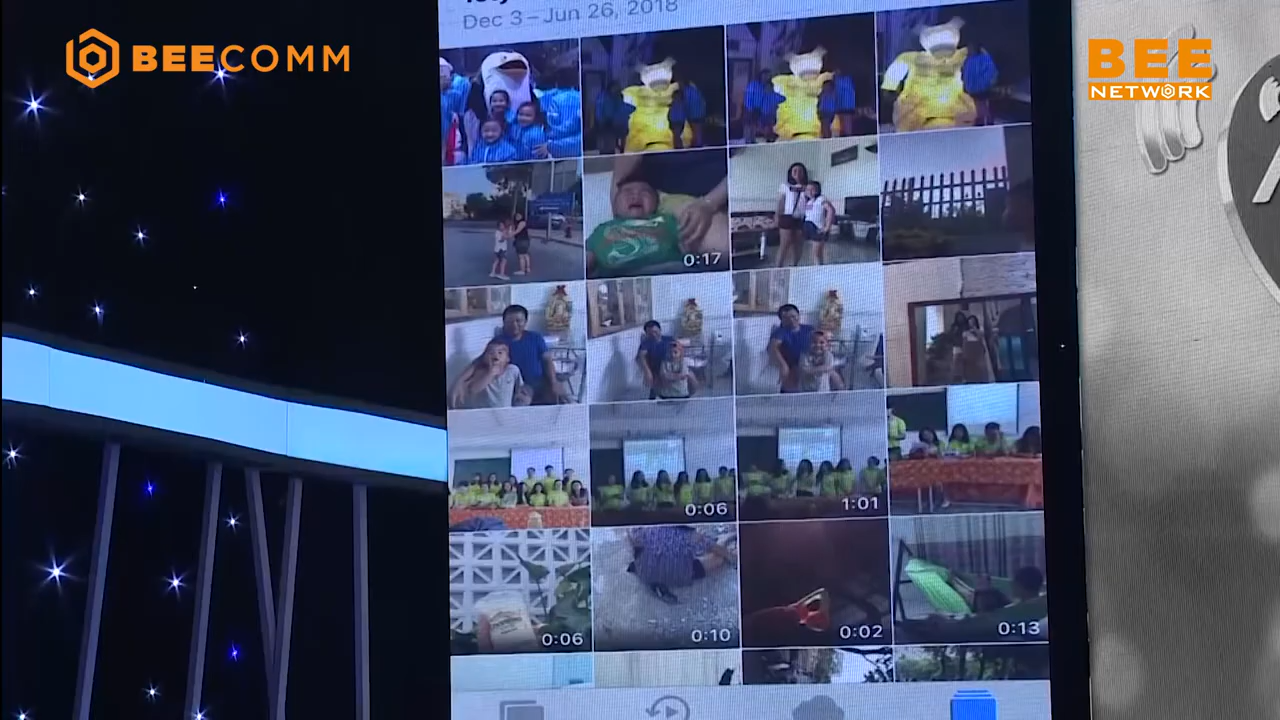 BEECOMM
BEE
NETWORK
Dec 3 – Jun 26, 2018
0:17
0:06
1:01
0:06
0:10
0:02
0:13